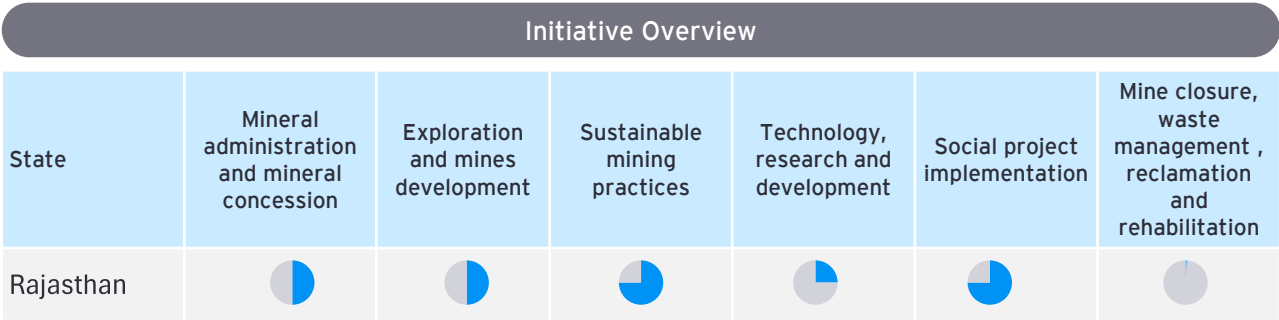 Initiative Overview
State
Mineral
administration
and mineral
concession
Exploration
and mines
development
Sustainable
mining
practices
Technology,
research and
development
Social project
implementation
Mine closure,
waste
management ,
reclamation
and
rehabilitation
Rajasthan